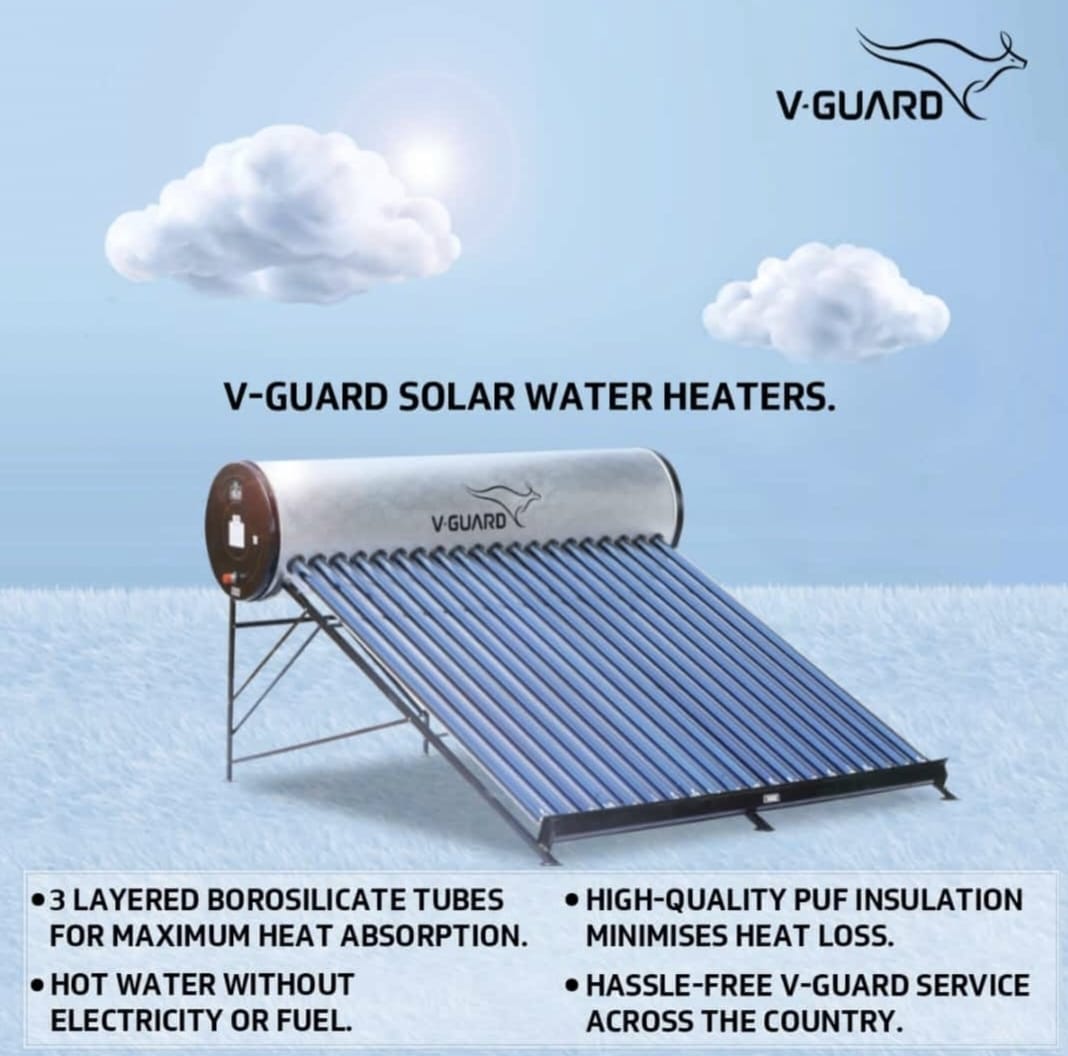 V-GUARD
V-GUARD SOLAR WATER HEATERS.
V-GUARD
•3 LAYERED BOROSILICATE TUBES
FOR MAXIMUM HEAT ABSORPTION.
•HOT WATER WITHOUT
ELECTRICITY OR FUEL.
•HIGH-QUALITY PUF INSULATION
MINIMISES HEAT LOSS.
•HASSLE-FREE V-GUARD SERVICE
ACROSS THE COUNTRY.